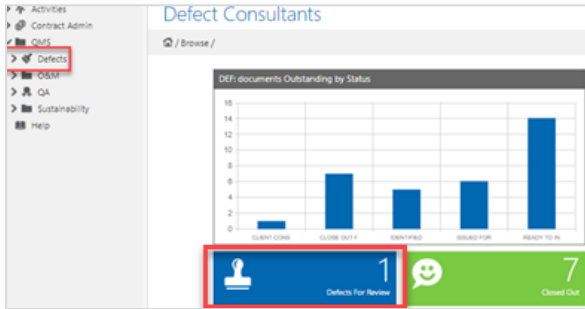 Activities
Contract Admin
QMS
Defects
O&M
QA
Sustainability
Help
Defect Consultants
/ Browse /
DEF: documents Outstanding by Status
16
14
12
10
8
6
4
2
0
CLIENT CONS
CLOSE OUT F
IDENTIFIED
ISSUED FOR
READY TO IN
1
Defects For Review
7
Closed Out